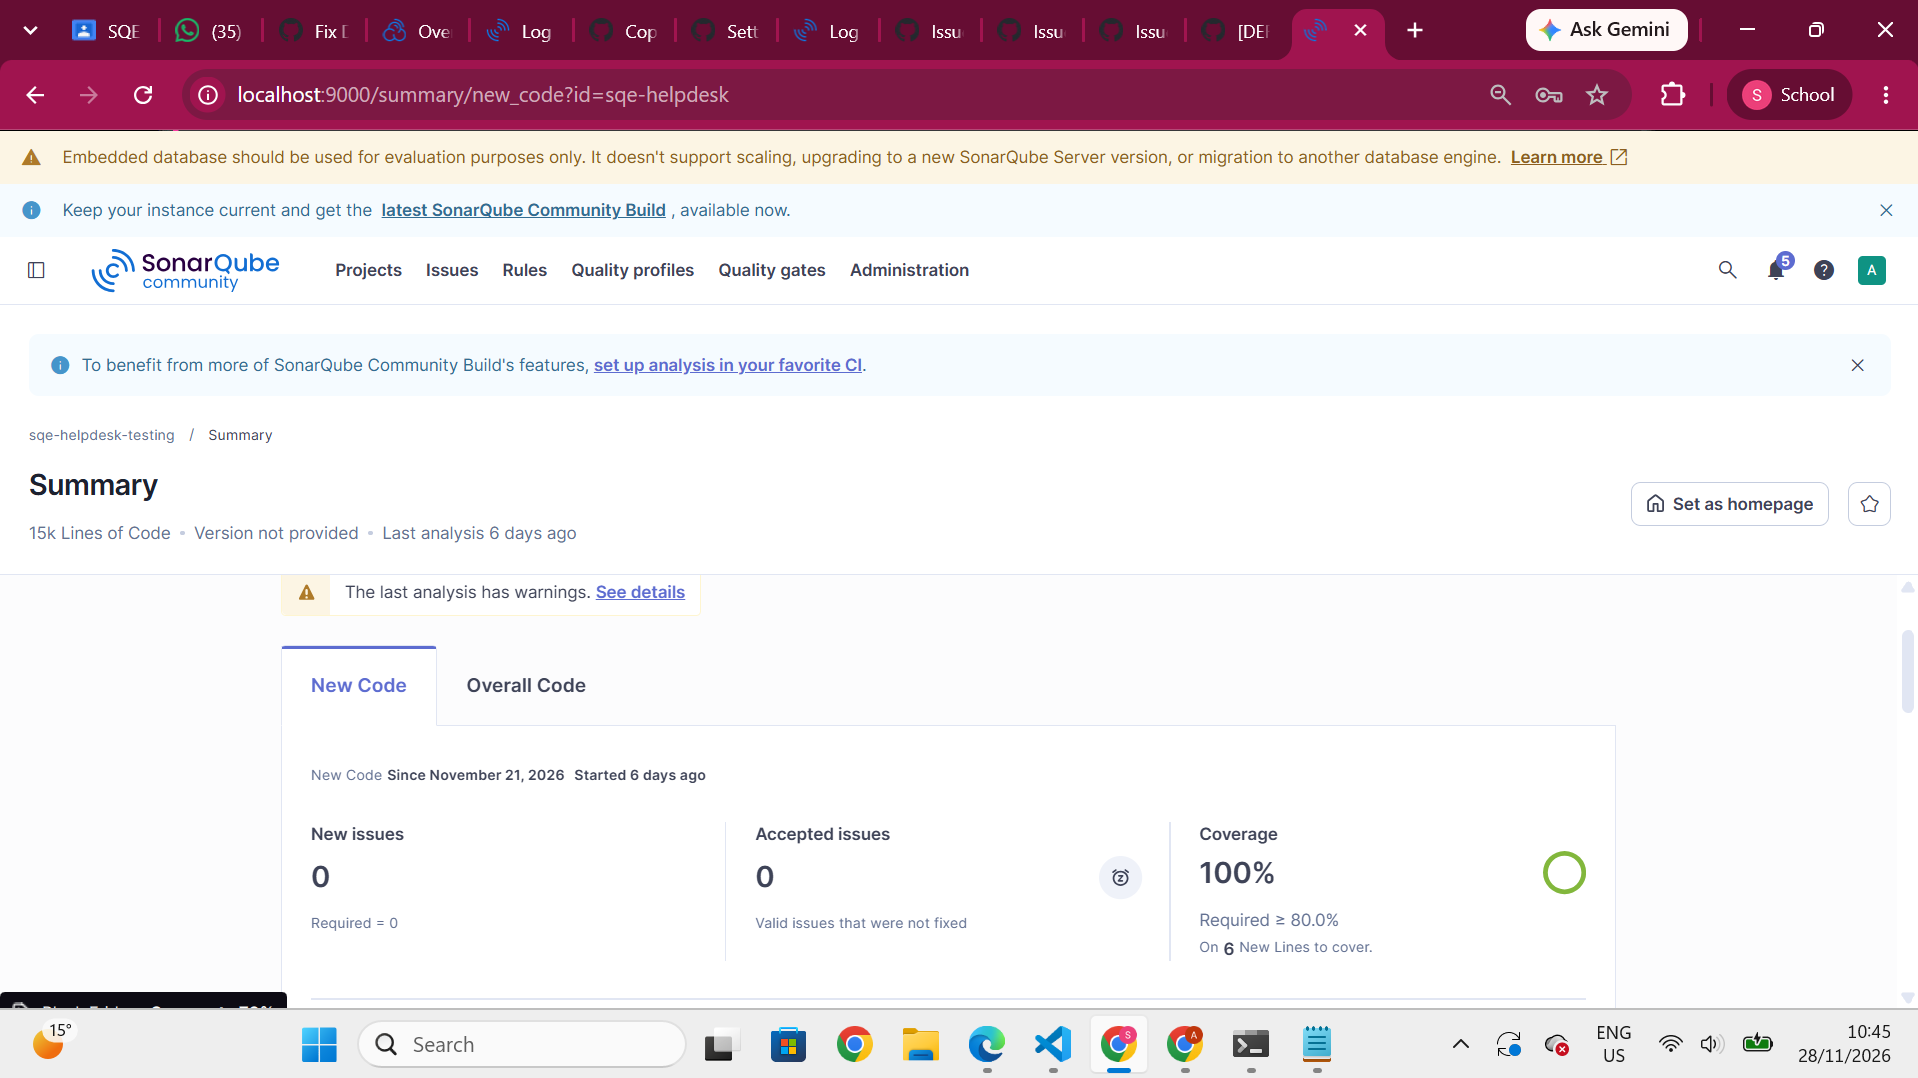 SQE
(35)
Fix
Ove
Log
Cop
Sett
Log
Issu
Issu
Issu
[DEF
Ask Gemini
localhost:9000/summary/new_code?id=sqe-helpdesk
S School
Embedded database should be used for evaluation purposes only. It doesn't support scaling, upgrading to a new SonarQube Server version, or migration to another database engine. Learn more
Keep your instance current and get the latest SonarQube Community Build , available now.
SonarQube
community
Projects Issues Rules Quality profiles Quality gates Administration
5
A
To benefit from more of SonarQube Community Build's features, set up analysis in your favorite CI.
sqe-helpdesk-testing / Summary
Summary
15k Lines of Code • Version not provided • Last analysis 6 days ago
Set as homepage
The last analysis has warnings. See details
New Code
Overall Code
New Code Since November 21, 2026 Started 6 days ago
New issues
0
Required = 0
Accepted issues
0
Valid issues that were not fixed
Coverage
100%
Required ≥ 80.0%
On 6 New Lines to cover.
15°
Search
S
A
ENG
US
10:45
28/11/2026